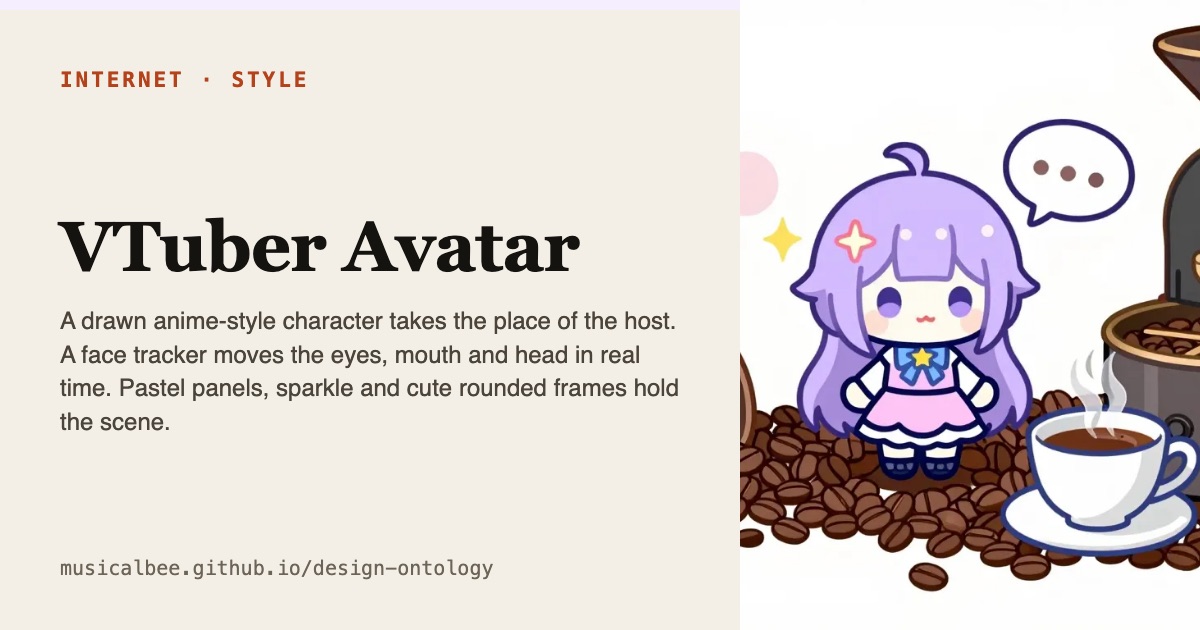 INTERNET · STYLE
VTuber Avatar
A drawn anime-style character takes the place of the host.
A face tracker moves the eyes, mouth and head in real
time. Pastel panels, sparkle and cute rounded frames hold
the scene.
musicalbee.github.io/design-ontology